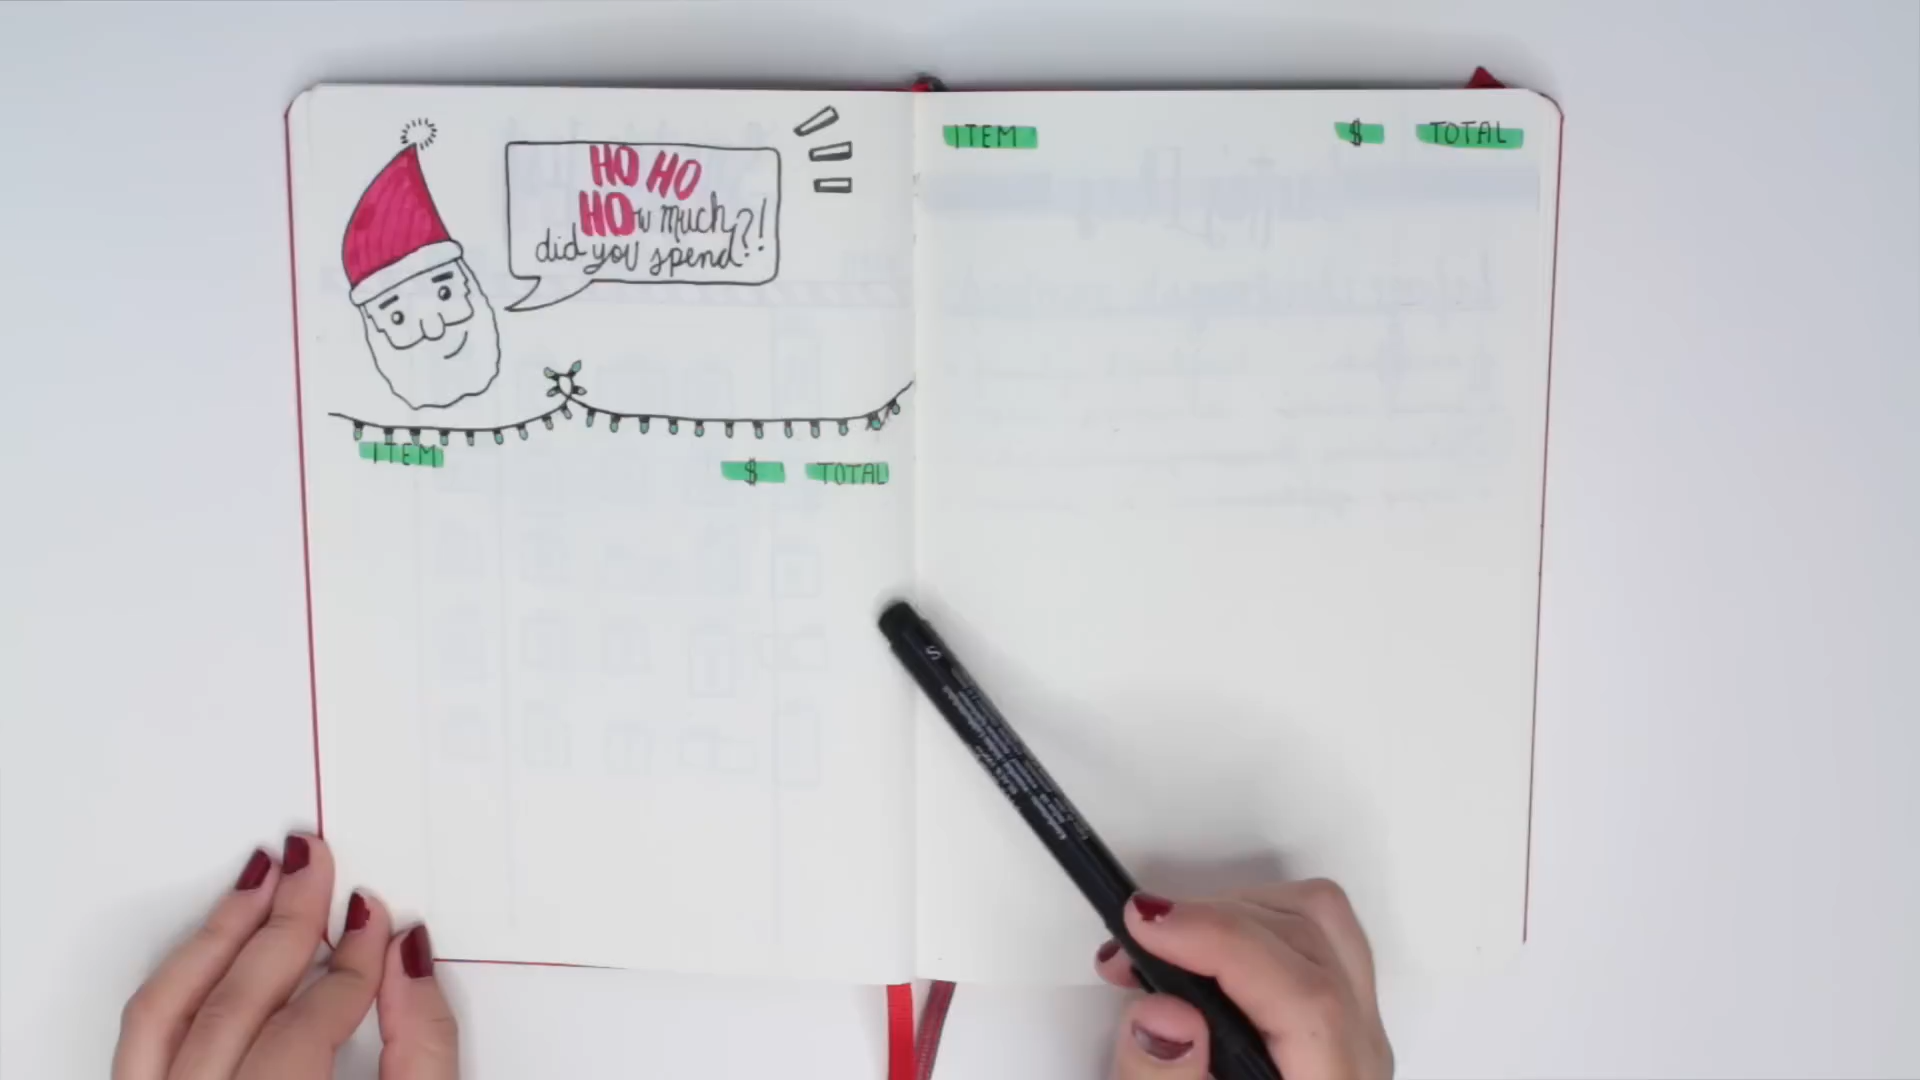 HO HO
HOw much
did you spend?!
ITEM
$ TOTAL
ITEM $ TOTAL
S